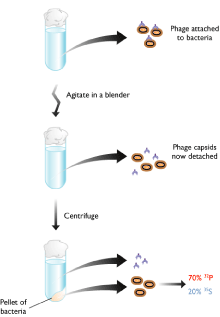 Phage attached
to bacteria
Agitate in a blender
Phage capsids
now detached
Centrifuge
70% ³²P
20% ³⁵S
Pellet of
bacteria